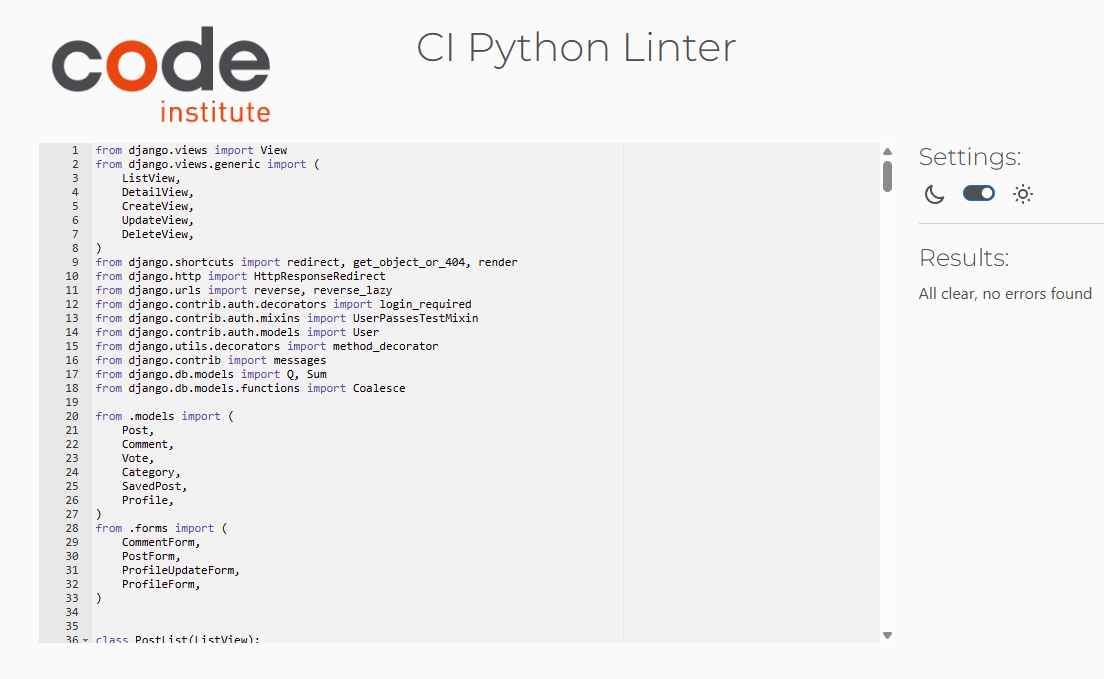 code
institute
CI Python Linter
1 from django.views import View
2 from django.views.generic import (
3     ListView,
4     DetailView,
5     CreateView,
6     UpdateView,
7     DeleteView,
8 )
9 from django.shortcuts import redirect, get_object_or_404, render
10 from django.http import HttpResponseRedirect
11 from django.urls import reverse, reverse_lazy
12 from django.contrib.auth.decorators import login_required
13 from django.contrib.auth.mixins import UserPassesTestMixin
14 from django.contrib.auth.models import User
15 from django.utils.decorators import method_decorator
16 from django.contrib import messages
17 from django.db.models import Q, Sum
18 from django.db.models.functions import Coalesce
19
20 from .models import (
21     Post,
22     Comment,
23     Vote,
24     Category,
25     SavedPost,
26     Profile,
27 )
28 from .forms import (
29     CommentForm,
30     PostForm,
31     ProfileUpdateForm,
32     ProfileForm,
33 )
34
35
36 class PostList(ListView):
Settings:
Results:
All clear, no errors found